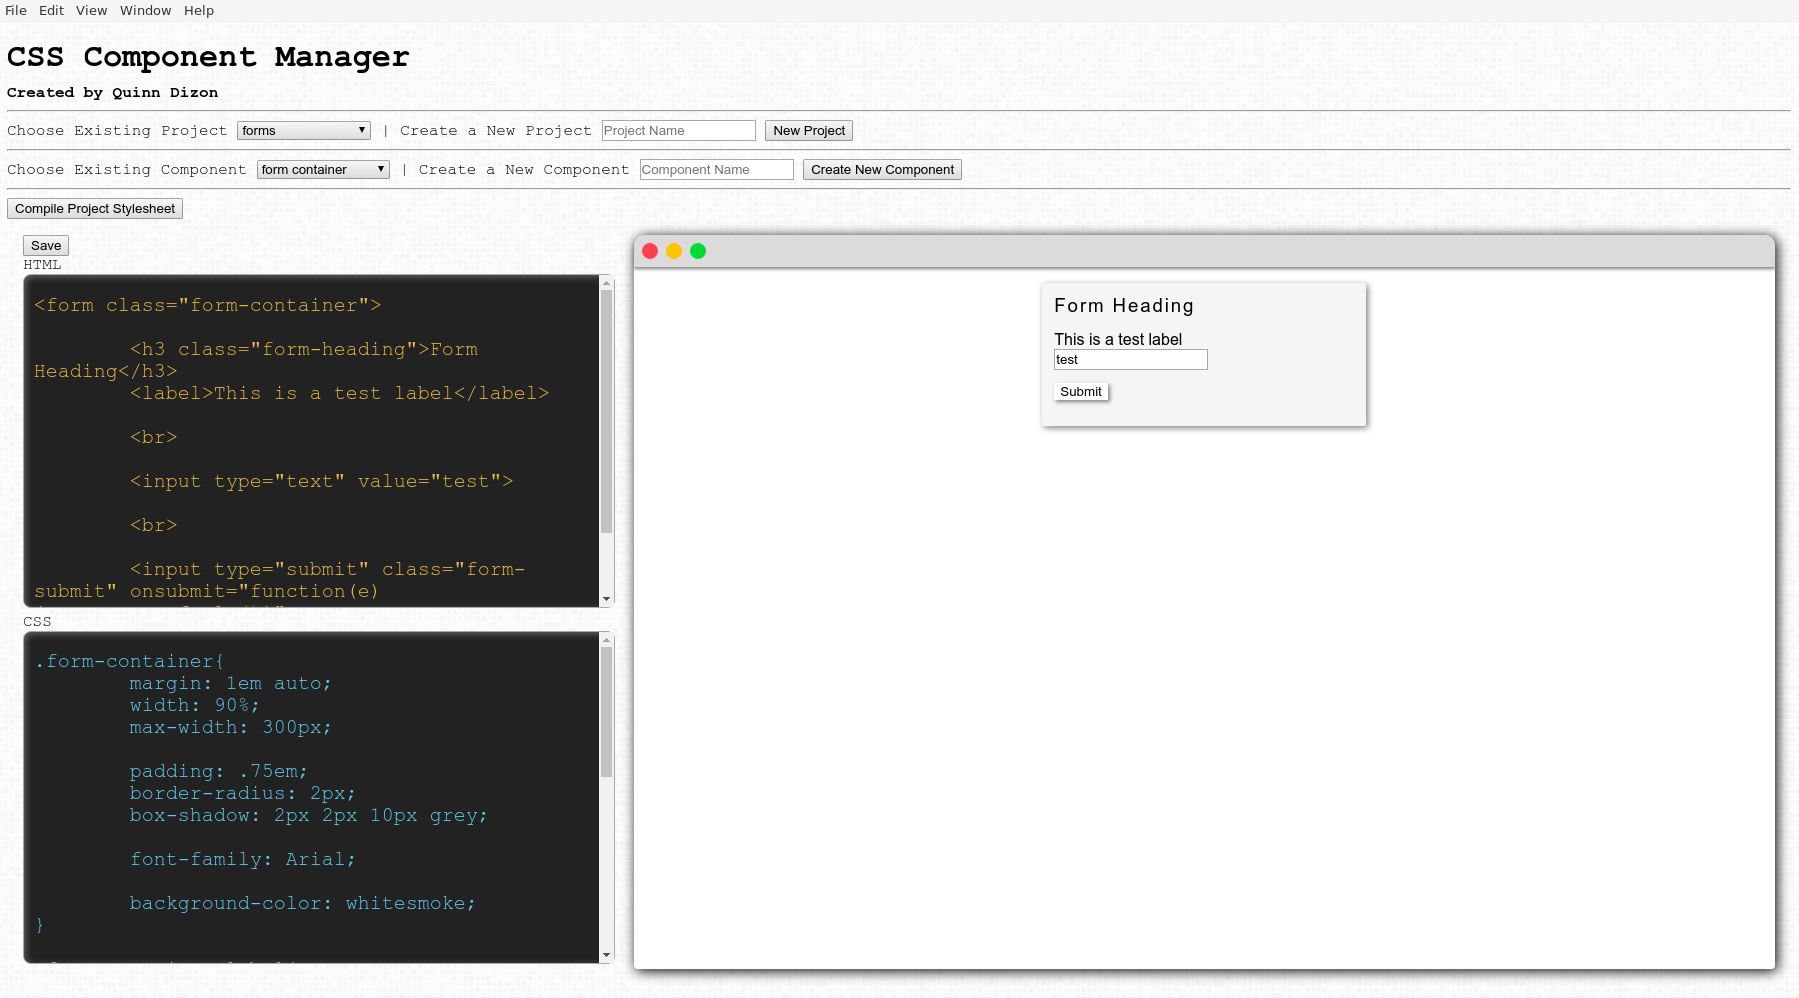 File Edit View Window Help
CSS Component Manager
Created by Quinn Dizon
Choose Existing Project forms | Create a New Project Project Name New Project
Choose Existing Component form container | Create a New Component Component Name Create New Component
Compile Project Stylesheet
Save
HTML
<form class="form-container">
<h3 class="form-heading">Form
Heading</h3>
<label>This is a test label</label>
<br>
<input type="text" value="test">
<br>
<input type="submit" class="form-
submit" onsubmit="function(e)
CSS
.form-container{
margin: 1em auto;
width: 90%;
max-width: 300px;
padding: .75em;
border-radius: 2px;
box-shadow: 2px 2px 10px grey;
font-family: Arial;
background-color: whitesmoke;
}
Form Heading
This is a test label
test
Submit